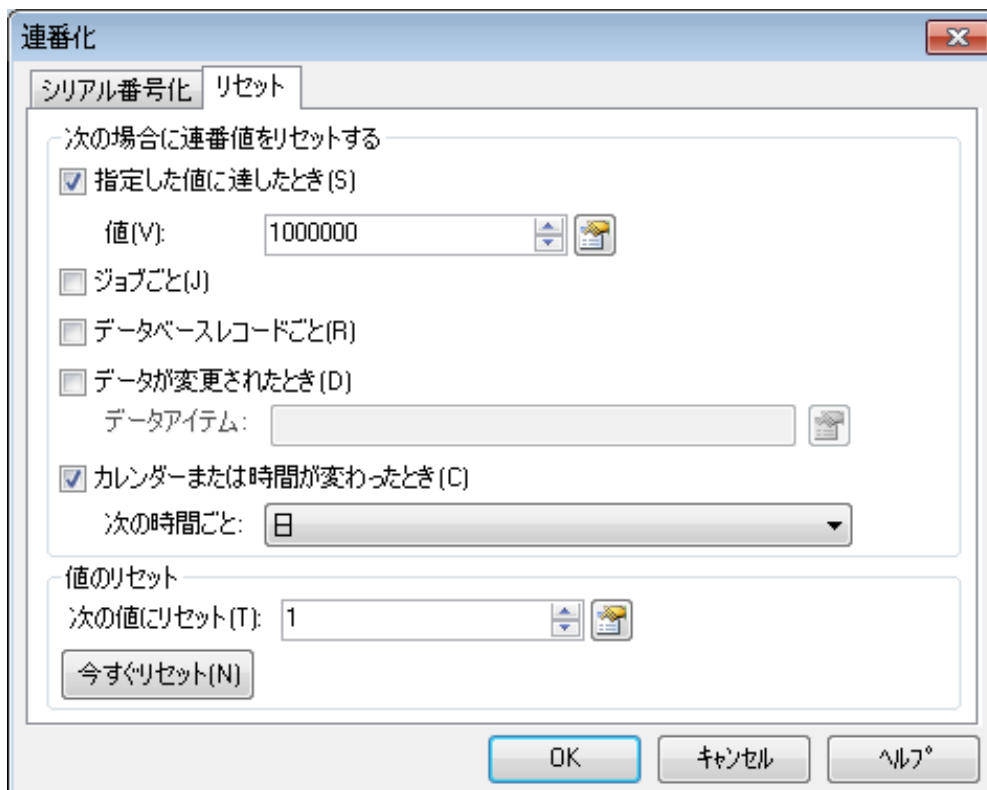 連番化
シリアル番号化 リセット
次の場合に連番値をリセットする
指定した値に達したとき(S)
値(V): 1000000
ジョブごと(J)
データベースレコードごと(R)
データが変更されたとき(D)
データアイテム:
カレンダーまたは時間が変わったとき(C)
次の時間ごと: 日
値のリセット
次の値にリセット(T): 1
今すぐリセット(N)
OK キャンセル ヘルプ